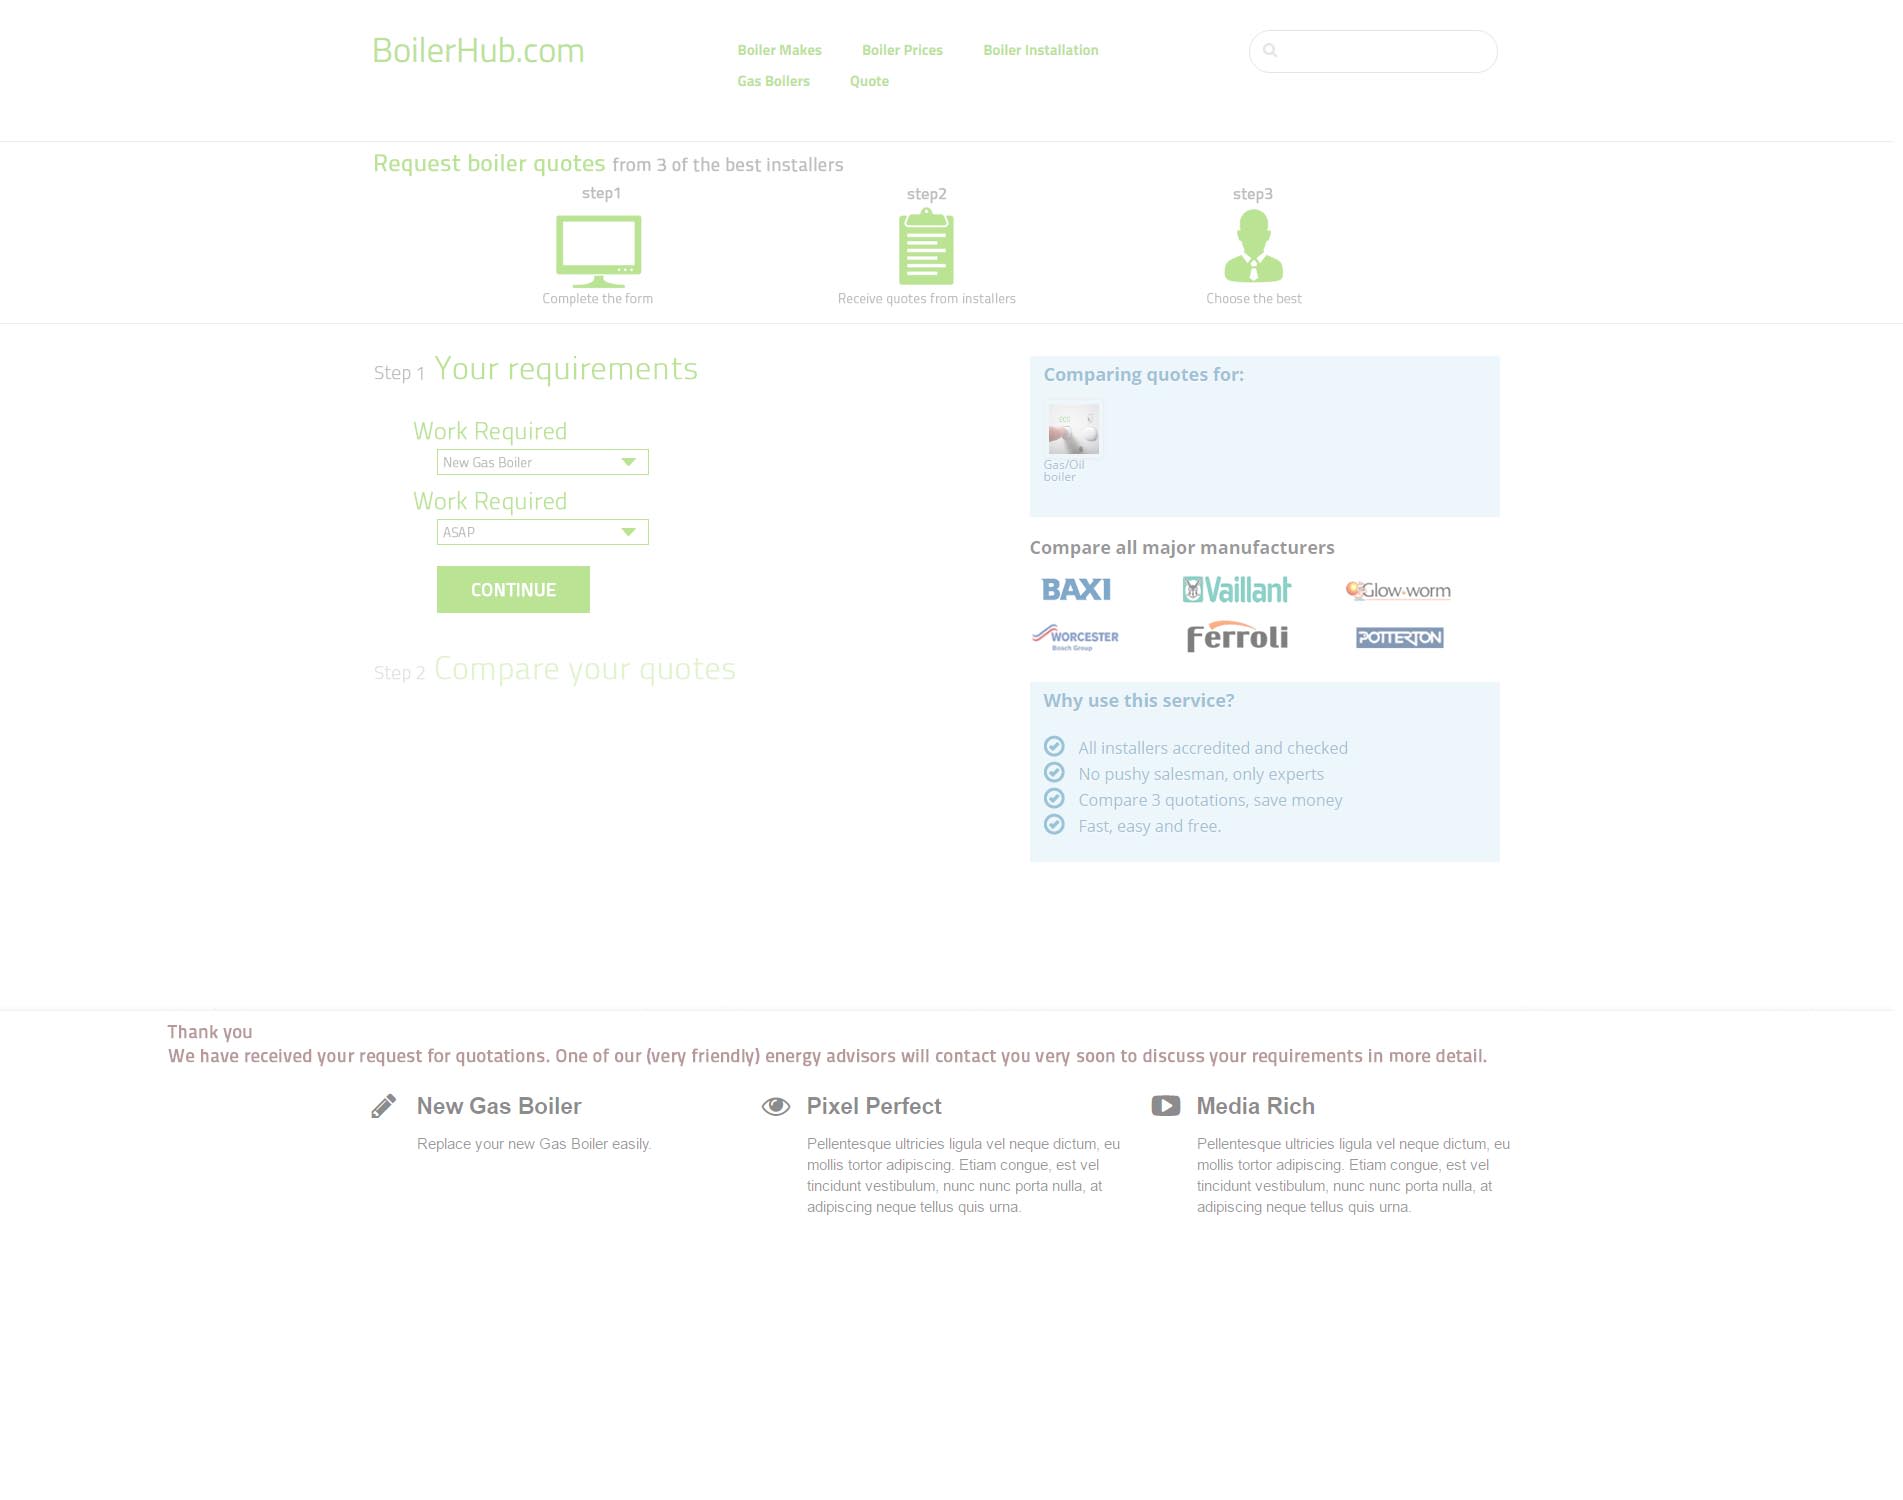 BoilerHub.com
Boiler Makes
Boiler Prices
Boiler Installation
Gas Boilers
Quote
Request boiler quotes from 3 of the best installers
step1
step2
step3
Complete the form
Receive quotes from installers
Choose the best
Step 1 Your requirements
Work Required
New Gas Boiler
Work Required
ASAP
CONTINUE
Step 2 Compare your quotes
Comparing quotes for:
Gas/Oil
boiler
Compare all major manufacturers
BAXI
Vaillant
Glow-worm
WORCESTER
Bosch Group
Ferroli
POTTERTON
Why use this service?
All installers accredited and checked
No pushy salesman, only experts
Compare 3 quotations, save money
Fast, easy and free.
Thank you
We have received your request for quotations. One of our (very friendly) energy advisors will contact you very soon to discuss your requirements in more detail.
New Gas Boiler
Replace your new Gas Boiler easily.
Pixel Perfect
Pellentesque ultricies ligula vel neque dictum, eu
mollis tortor adipiscing. Etiam congue, est vel
tincidunt vestibulum, nunc nunc porta nulla, at
adipiscing neque tellus quis urna.
Media Rich
Pellentesque ultricies ligula vel neque dictum, eu
mollis tortor adipiscing. Etiam congue, est vel
tincidunt vestibulum, nunc nunc porta nulla, at
adipiscing neque tellus quis urna.